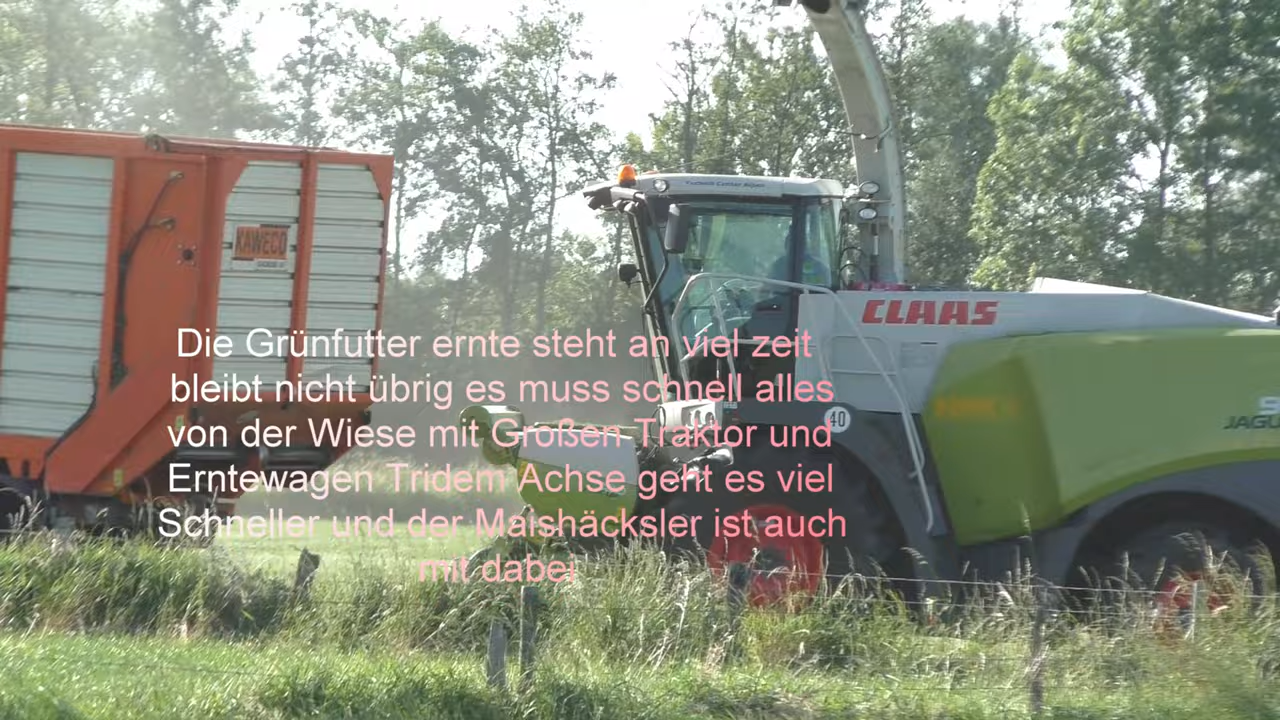 KAWECO
CLAAS
40
Die Grünfutter ernte steht an viel zeit
bleibt nicht übrig es muss schnell alles
von der Wiese mit Großen Traktor und
Erntewagen Tridem Achse geht es viel
Schneller und der Maishäcksler ist auch
mit dabei